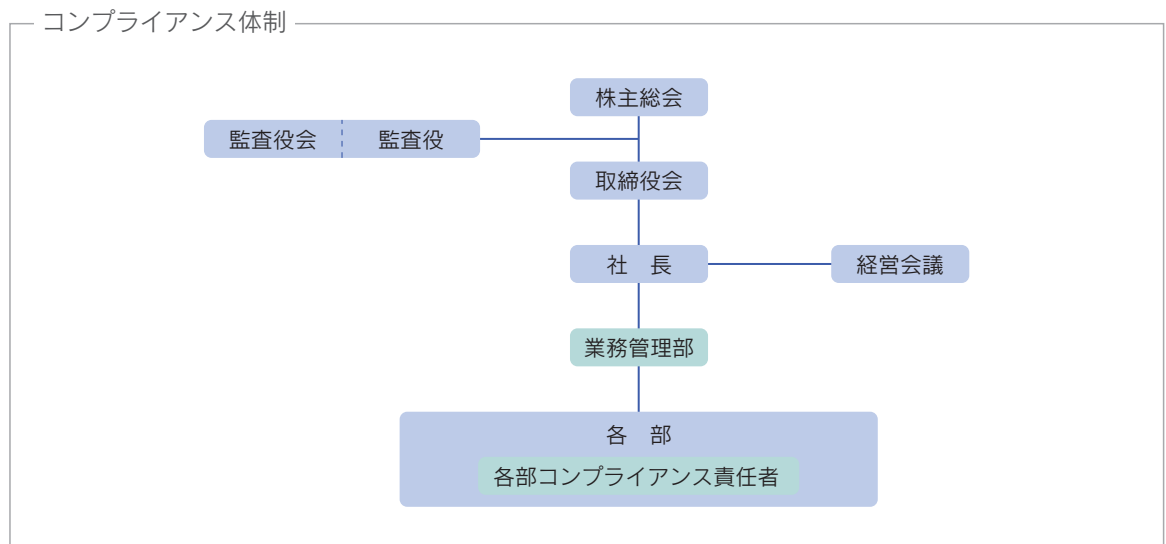 コンプライアンス体制
株主総会
監査役会 監査役
取締役会
社　長
経営会議
業務管理部
各　部
各部コンプライアンス責任者